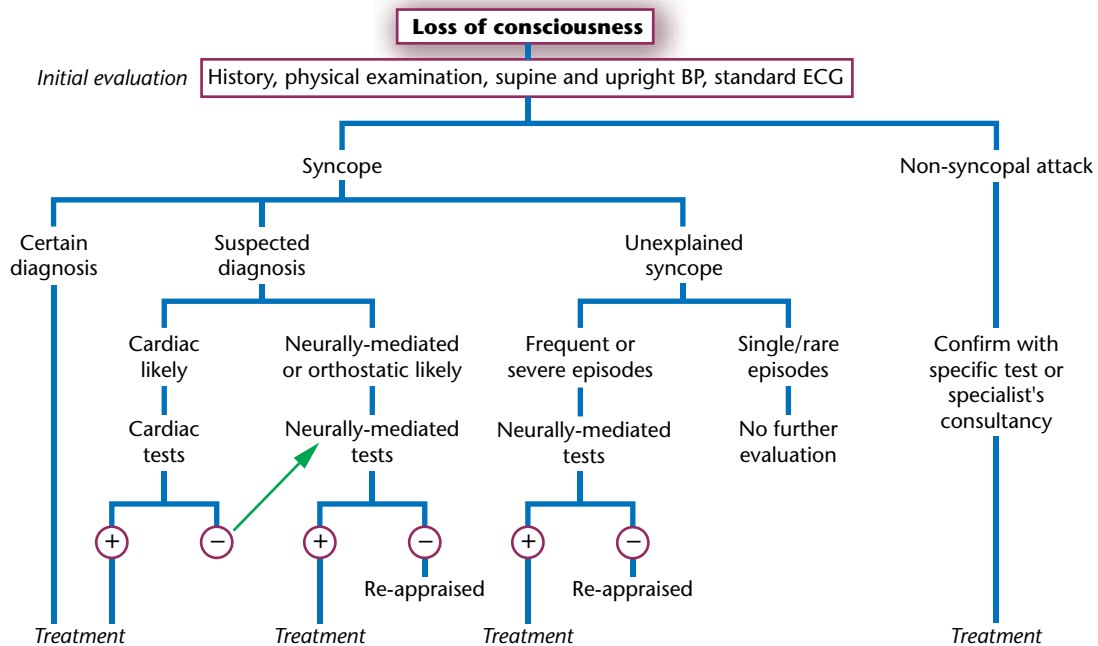 Loss of consciousness
Initial evaluation
History, physical examination, supine and upright BP, standard ECG
Syncope
Non-syncopal attack
Certain
diagnosis
Suspected
diagnosis
Unexplained
syncope
Cardiac
likely
Neurally-mediated
or orthostatic likely
Frequent or
severe episodes
Single/rare
episodes
Confirm with
specific test or
specialist's
consultancy
Cardiac
tests
Neurally-mediated
tests
Neurally-mediated
tests
No further
evaluation
+
−
+
−
+
−
Re-appraised
Re-appraised
Treatment
Treatment
Treatment
Treatment